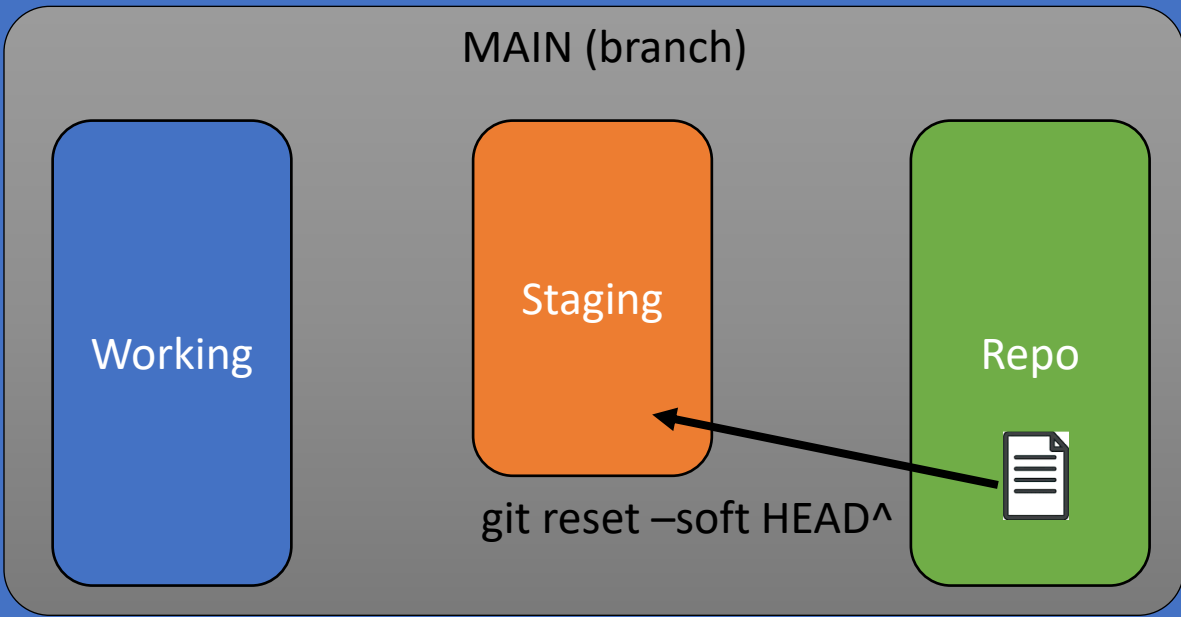 MAIN (branch)
Working
Staging
Repo
git reset –soft HEAD^